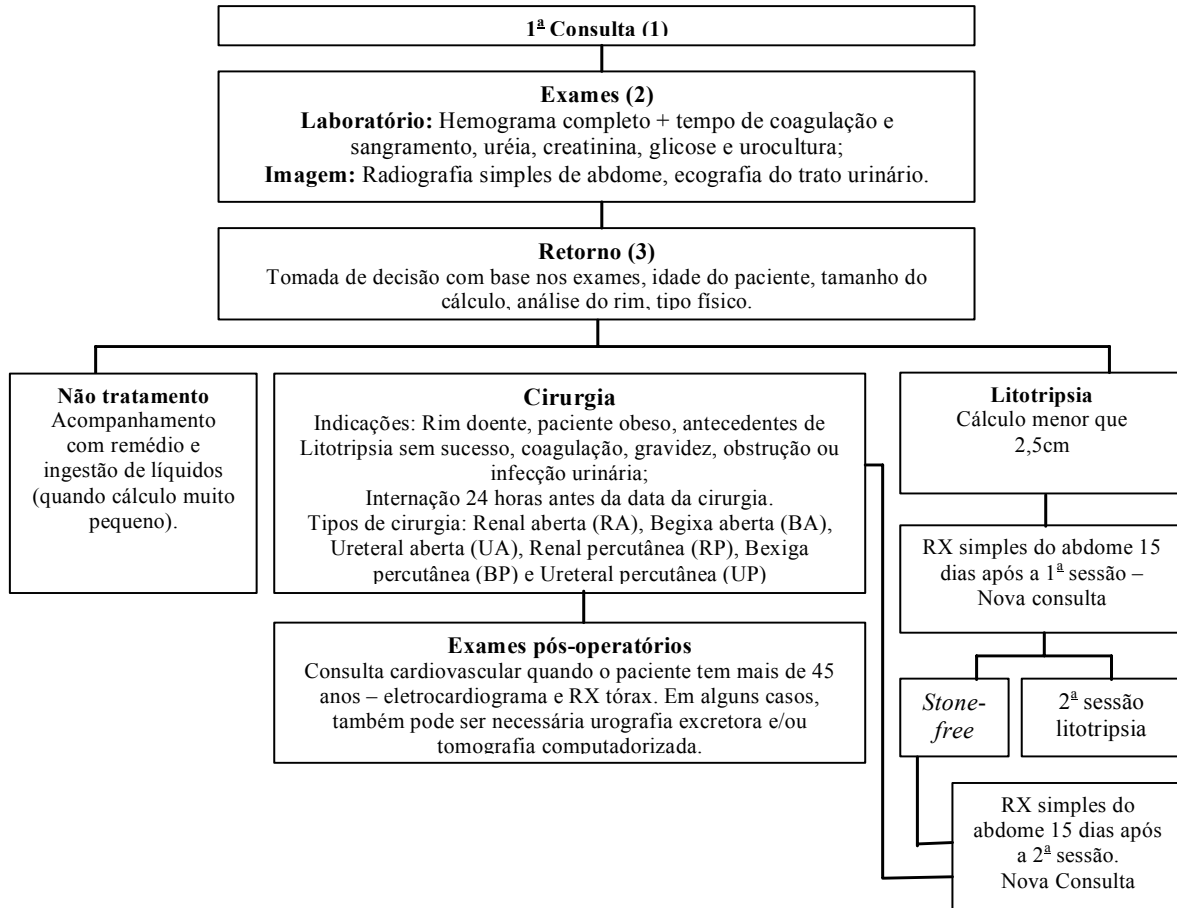 1ª Consulta (1)
Exames (2)
Laboratório: Hemograma completo + tempo de coagulação e
sangramento, uréia, creatinina, glicose e urocultura;
Imagem: Radiografia simples de abdome, ecografia do trato urinário.
Retorno (3)
Tomada de decisão com base nos exames, idade do paciente, tamanho do
cálculo, análise do rim, tipo físico.
Não tratamento
Acompanhamento
com remédio e
ingestão de líquidos
(quando cálculo muito
pequeno).
Cirurgia
Indicações: Rim doente, paciente obeso, antecedentes de
Litotripsia sem sucesso, coagulação, gravidez, obstrução ou
infecção urinária;
Internação 24 horas antes da data da cirurgia.
Tipos de cirurgia: Renal aberta (RA), Begixa aberta (BA),
Ureteral aberta (UA), Renal percutânea (RP), Bexiga
percutânea (BP) e Ureteral percutânea (UP)
Exames pós-operatórios
Consulta cardiovascular quando o paciente tem mais de 45
anos – eletrocardiograma e RX tórax. Em alguns casos,
também pode ser necessária urografia excretora e/ou
tomografia computadorizada.
Litotripsia
Cálculo menor que
2,5cm
RX simples do abdome 15
dias após a 1ª sessão –
Nova consulta
Stone-
free
2ª sessão
litotripsia
RX simples do
abdome 15 dias após
a 2ª sessão.
Nova Consulta